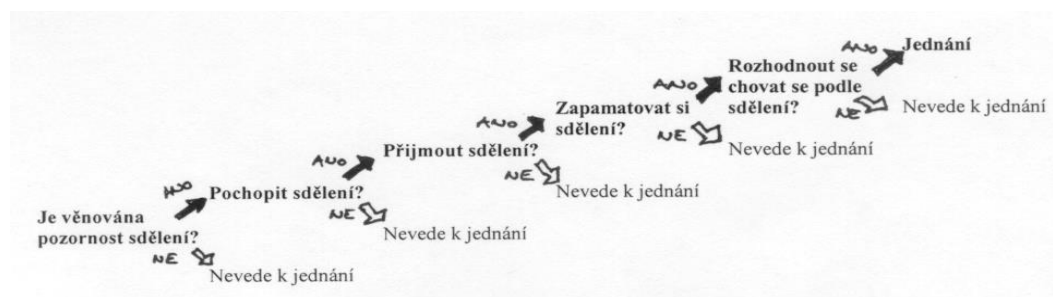 Je věnována
pozornost sdělení?
ANO
NE
Nevede k jednání
Pochopit sdělení?
ANO
NE
Nevede k jednání
Přijmout sdělení?
ANO
NE
Nevede k jednání
Zapamatovat si
sdělení?
ANO
NE
Nevede k jednání
Rozhodnout se
chovat se podle
sdělení?
ANO
NE
Nevede k jednání
Jednání